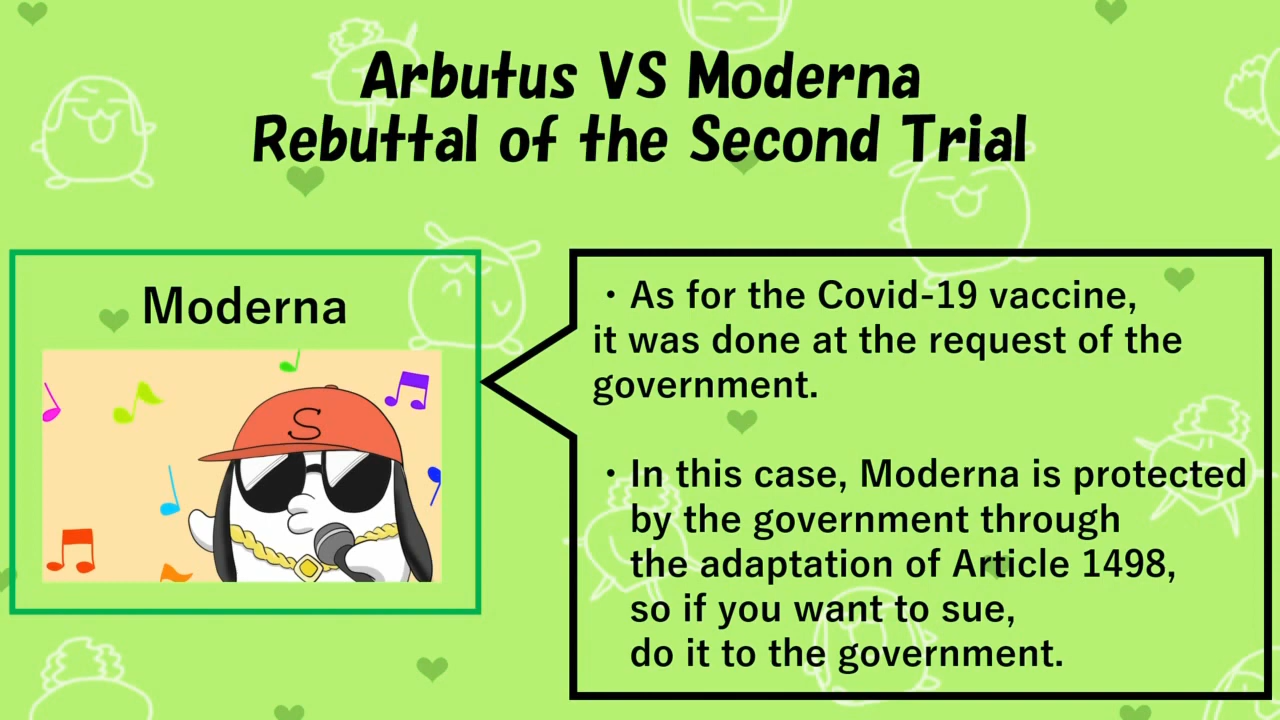 Arbutus VS Moderna
Rebuttal of the Second Trial
Moderna
S
・As for the Covid-19 vaccine,
it was done at the request of the
government.
・In this case, Moderna is protected
by the government through
the adaptation of Article 1498,
so if you want to sue,
do it to the government.